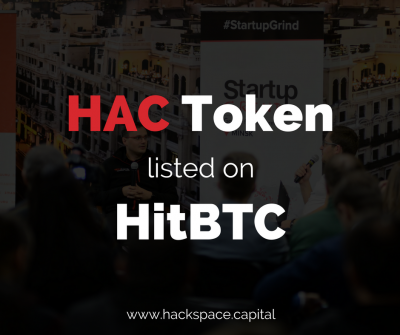 #StartupGrind
Startup
HAC Token
listed on
HitBTC
www.hackspace.capital